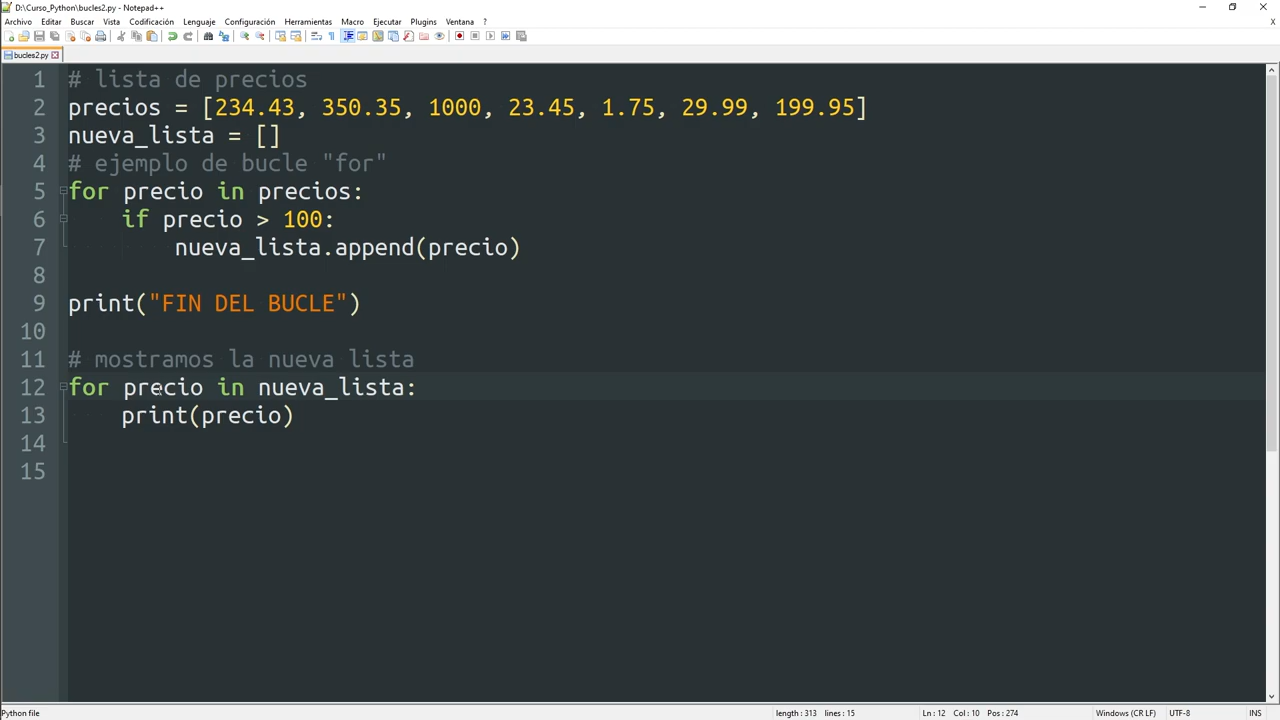 D:\Curso_Python\bucles2.py - Notepad++
Archivo Editar Buscar Vista Codificación Lenguaje Configuración Herramientas Macro Ejecutar Plugins Ventana ? X
bucles2.py
1 # lista de precios
2 precios = [234.43, 350.35, 1000, 23.45, 1.75, 29.99, 199.95]
3 nueva_lista = []
4 # ejemplo de bucle "for"
5 for precio in precios:
6 if precio > 100:
7 nueva_lista.append(precio)
8
9 print("FIN DEL BUCLE")
10
11 # mostramos la nueva lista
12 for precio in nueva_lista:
13 print(precio)
14
15
Python file length : 313 lines : 15 Ln : 12 Col : 10 Pos : 274 Windows (CR LF) UTF-8 INS